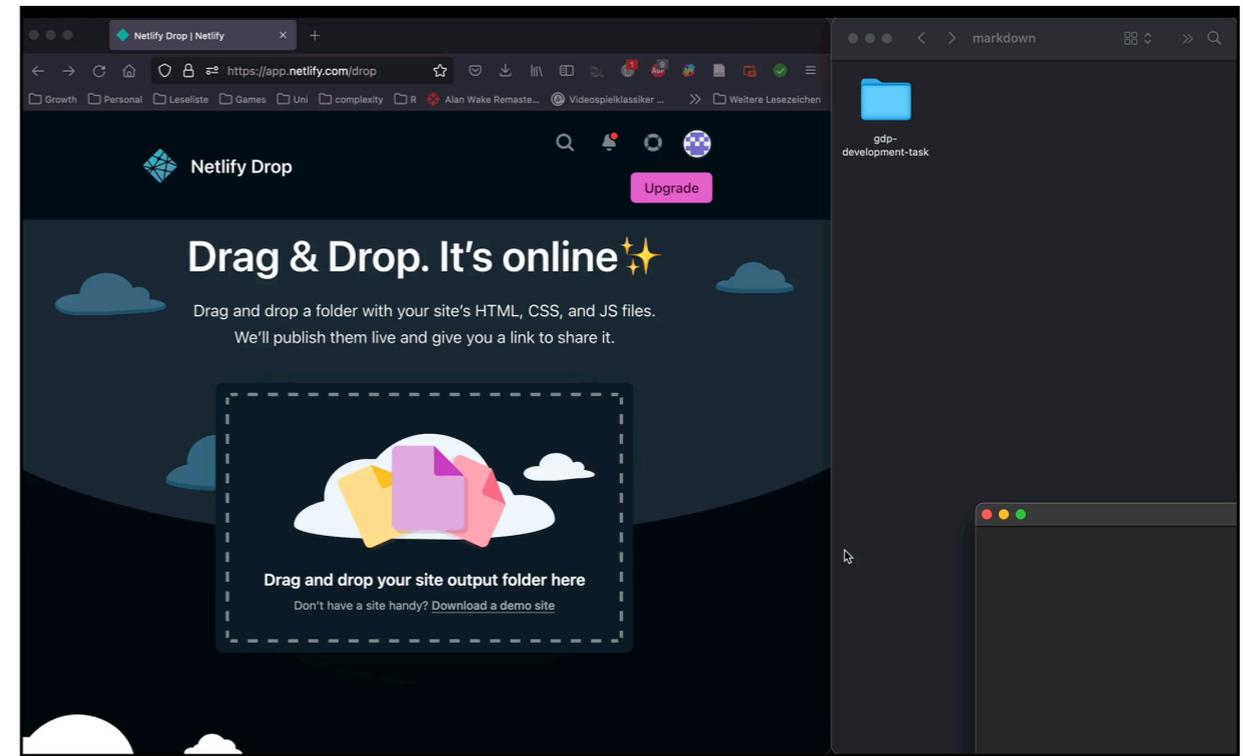 Netlify Drop | Netlify
markdown
https://app.netlify.com/drop
Growth Personal Leseliste Games Uni complexity R Alan Wake Remaste... Videospielklassiker ... Weitere Lesezeichen
gdp-
development-task
Netlify Drop
Upgrade
Drag & Drop. It's online✨
Drag and drop a folder with your site's HTML, CSS, and JS files.
We'll publish them live and give you a link to share it.
Drag and drop your site output folder here
Don't have a site handy? Download a demo site